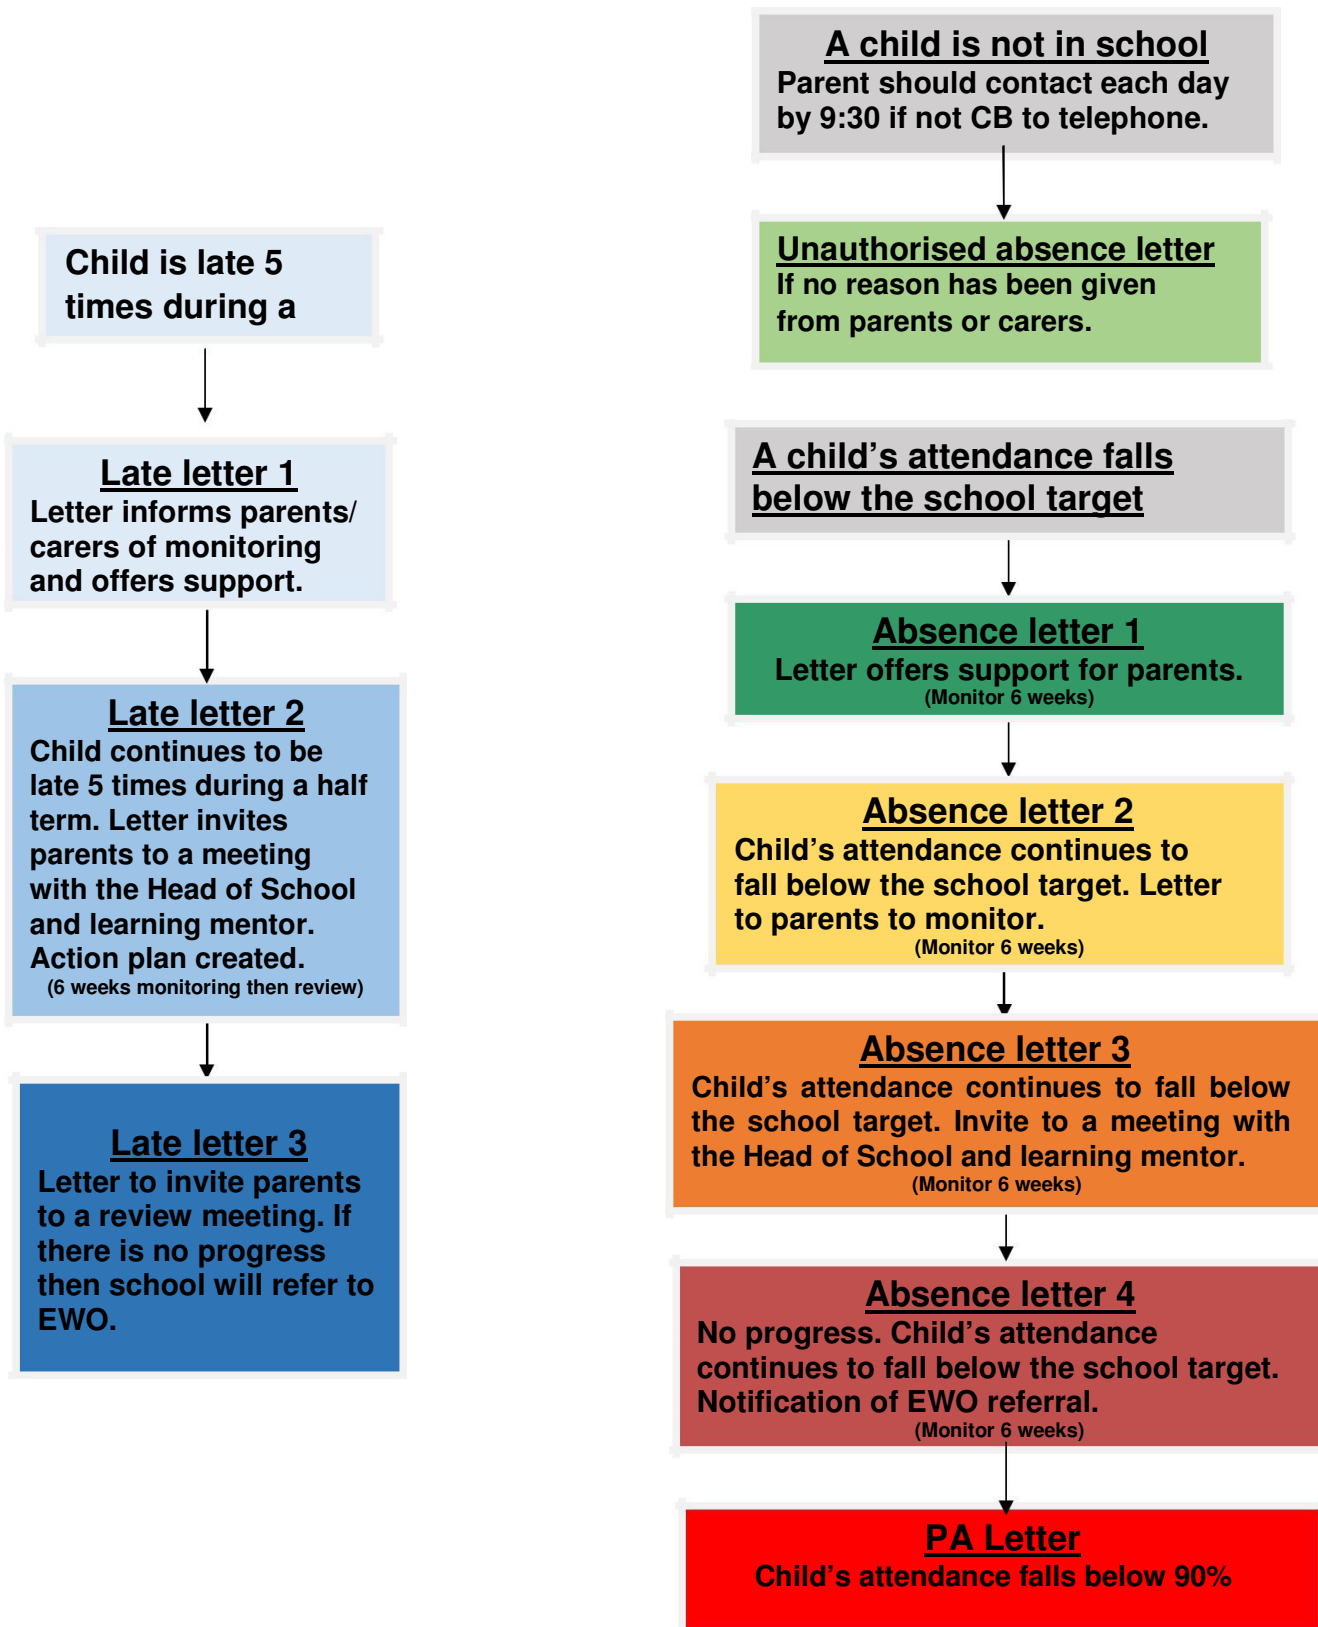 Child is late 5
times during a
Late letter 1
Letter informs parents/
carers of monitoring
and offers support.
Late letter 2
Child continues to be
late 5 times during a half
term. Letter invites
parents to a meeting
with the Head of School
and learning mentor.
Action plan created.
(6 weeks monitoring then review)
Late letter 3
Letter to invite parents
to a review meeting. If
there is no progress
then school will refer to
EWO.
A child is not in school
Parent should contact each day
by 9:30 if not CB to telephone.
Unauthorised absence letter
If no reason has been given
from parents or carers.
A child’s attendance falls
below the school target
Absence letter 1
Letter offers support for parents.
(Monitor 6 weeks)
Absence letter 2
Child’s attendance continues to
fall below the school target. Letter
to parents to monitor.
(Monitor 6 weeks)
Absence letter 3
Child’s attendance continues to fall below
the school target. Invite to a meeting with
the Head of School and learning mentor.
(Monitor 6 weeks)
Absence letter 4
No progress. Child’s attendance
continues to fall below the school target.
Notification of EWO referral.
(Monitor 6 weeks)
PA Letter
Child’s attendance falls below 90%